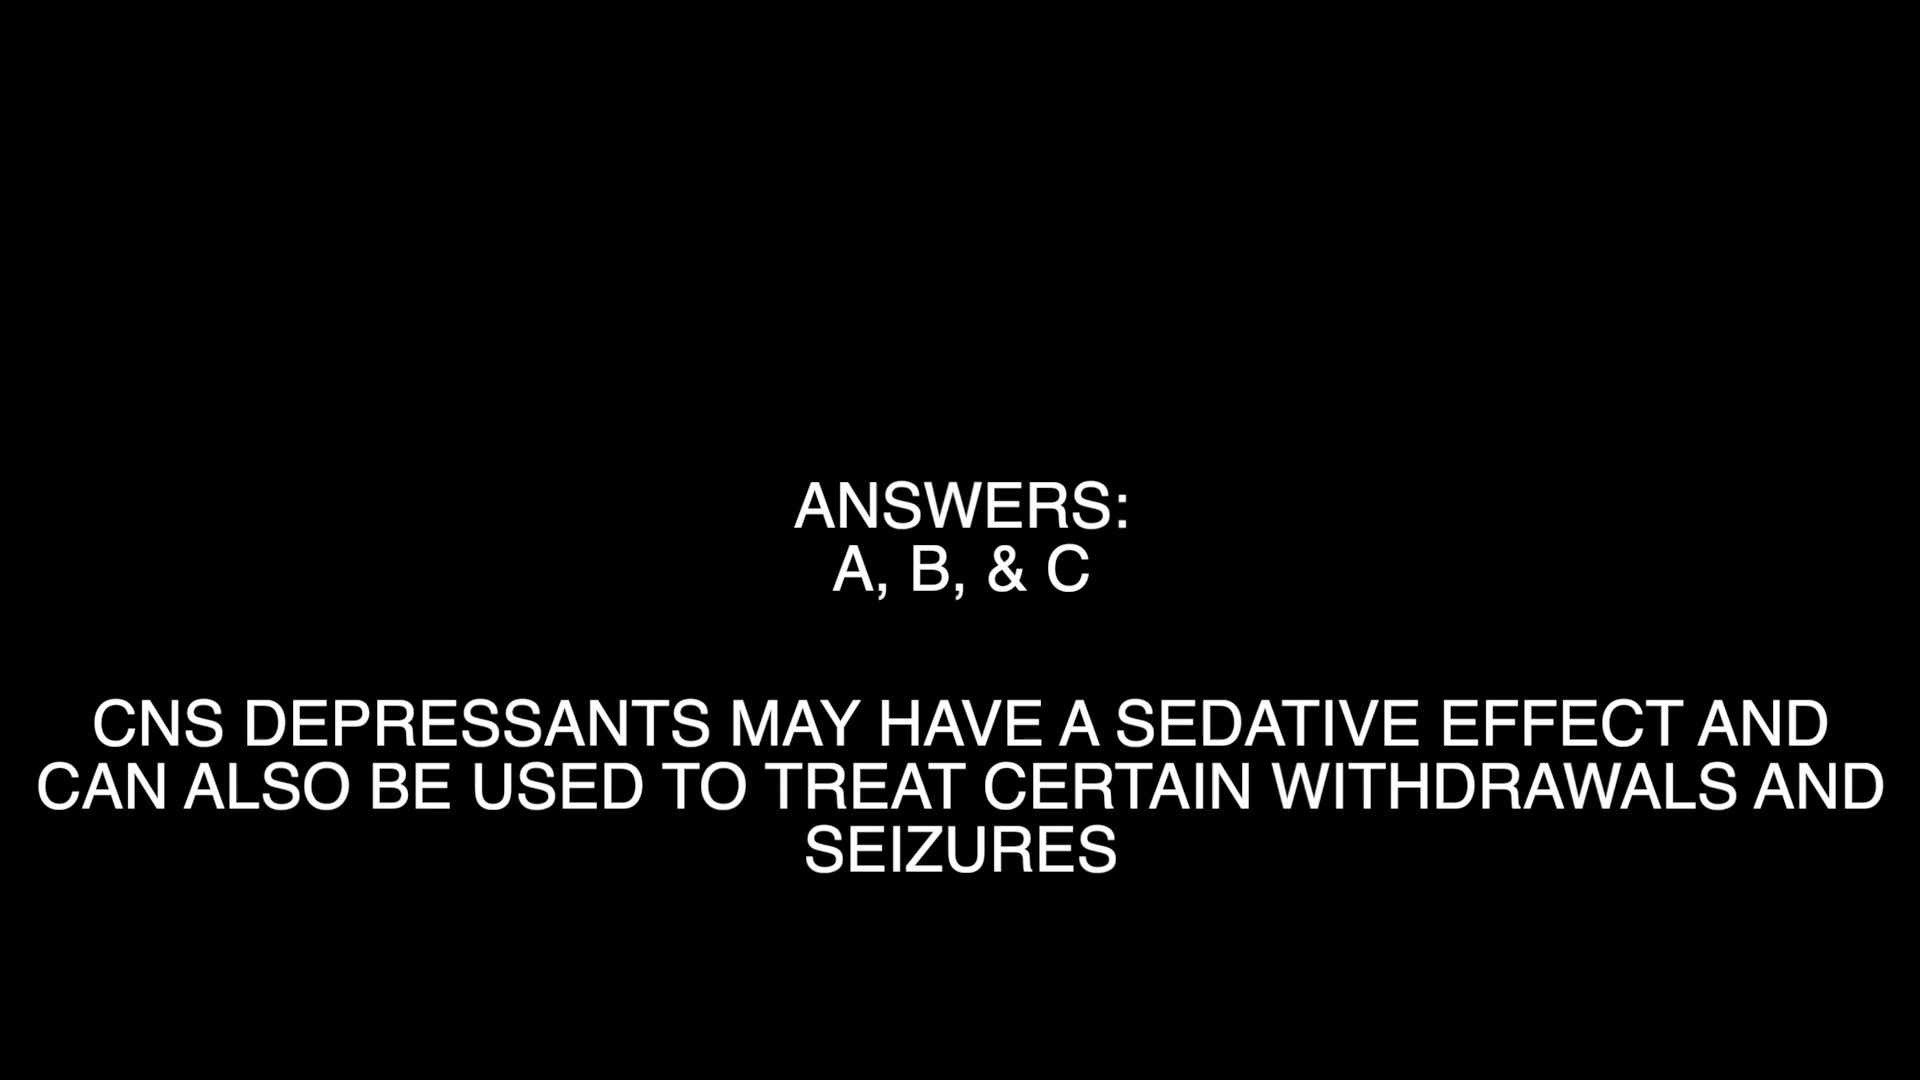 ANSWERS:
A, B, & C
CNS DEPRESSANTS MAY HAVE A SEDATIVE EFFECT AND
CAN ALSO BE USED TO TREAT CERTAIN WITHDRAWALS AND
SEIZURES